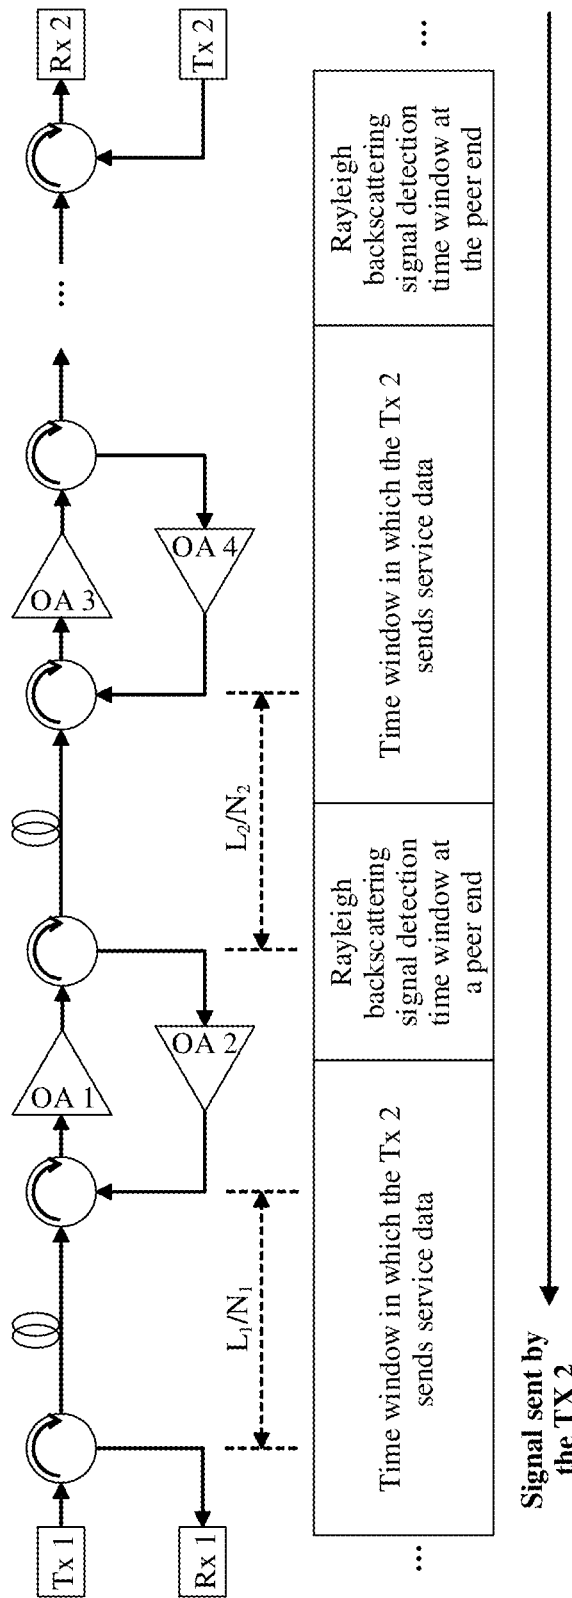 Tx 1
Rx 1
L₁/N₁
OA 1
OA 2
L₂/N₂
OA 3
OA 4
...
Rx 2
Tx 2
...
Time window in which the Tx 2
sends service data
Rayleigh
backscattering
signal detection
time window at
a peer end
Time window in which the Tx 2
sends service data
Rayleigh
backscattering
signal detection
time window at
the peer end
...
Signal sent by
the TX 2